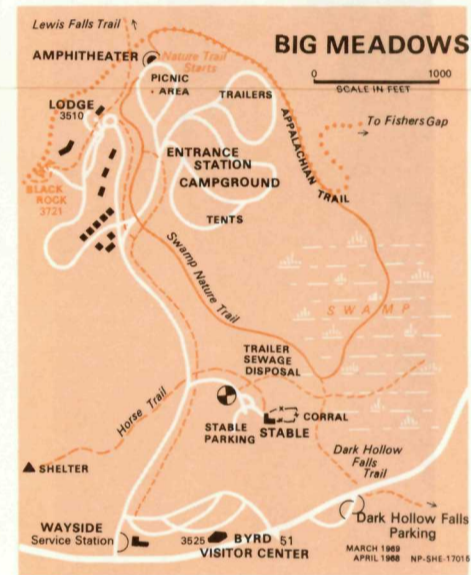 Lewis Falls Trail
BIG MEADOWS
AMPHITHEATER
Nature Trail
Starts
PICNIC
AREA
0 1000
SCALE IN FEET
TRAILERS
LODGE
3510
APPALACHIAN
TRAIL
To Fishers Gap
ENTRANCE
STATION
CAMPGROUND
BLACK
ROCK
3721
TENTS
Swamp Nature Trail
SWAMP
TRAILER
SEWAGE
DISPOSAL
Horse Trail
STABLE
PARKING
STABLE
CORRAL
Dark Hollow
Falls
Trail
SHELTER
WAYSIDE
Service Station
3525
BYRD 51
VISITOR CENTER
Dark Hollow Falls
Parking
MARCH 1969
APRIL 1968 NP-SHE-17015